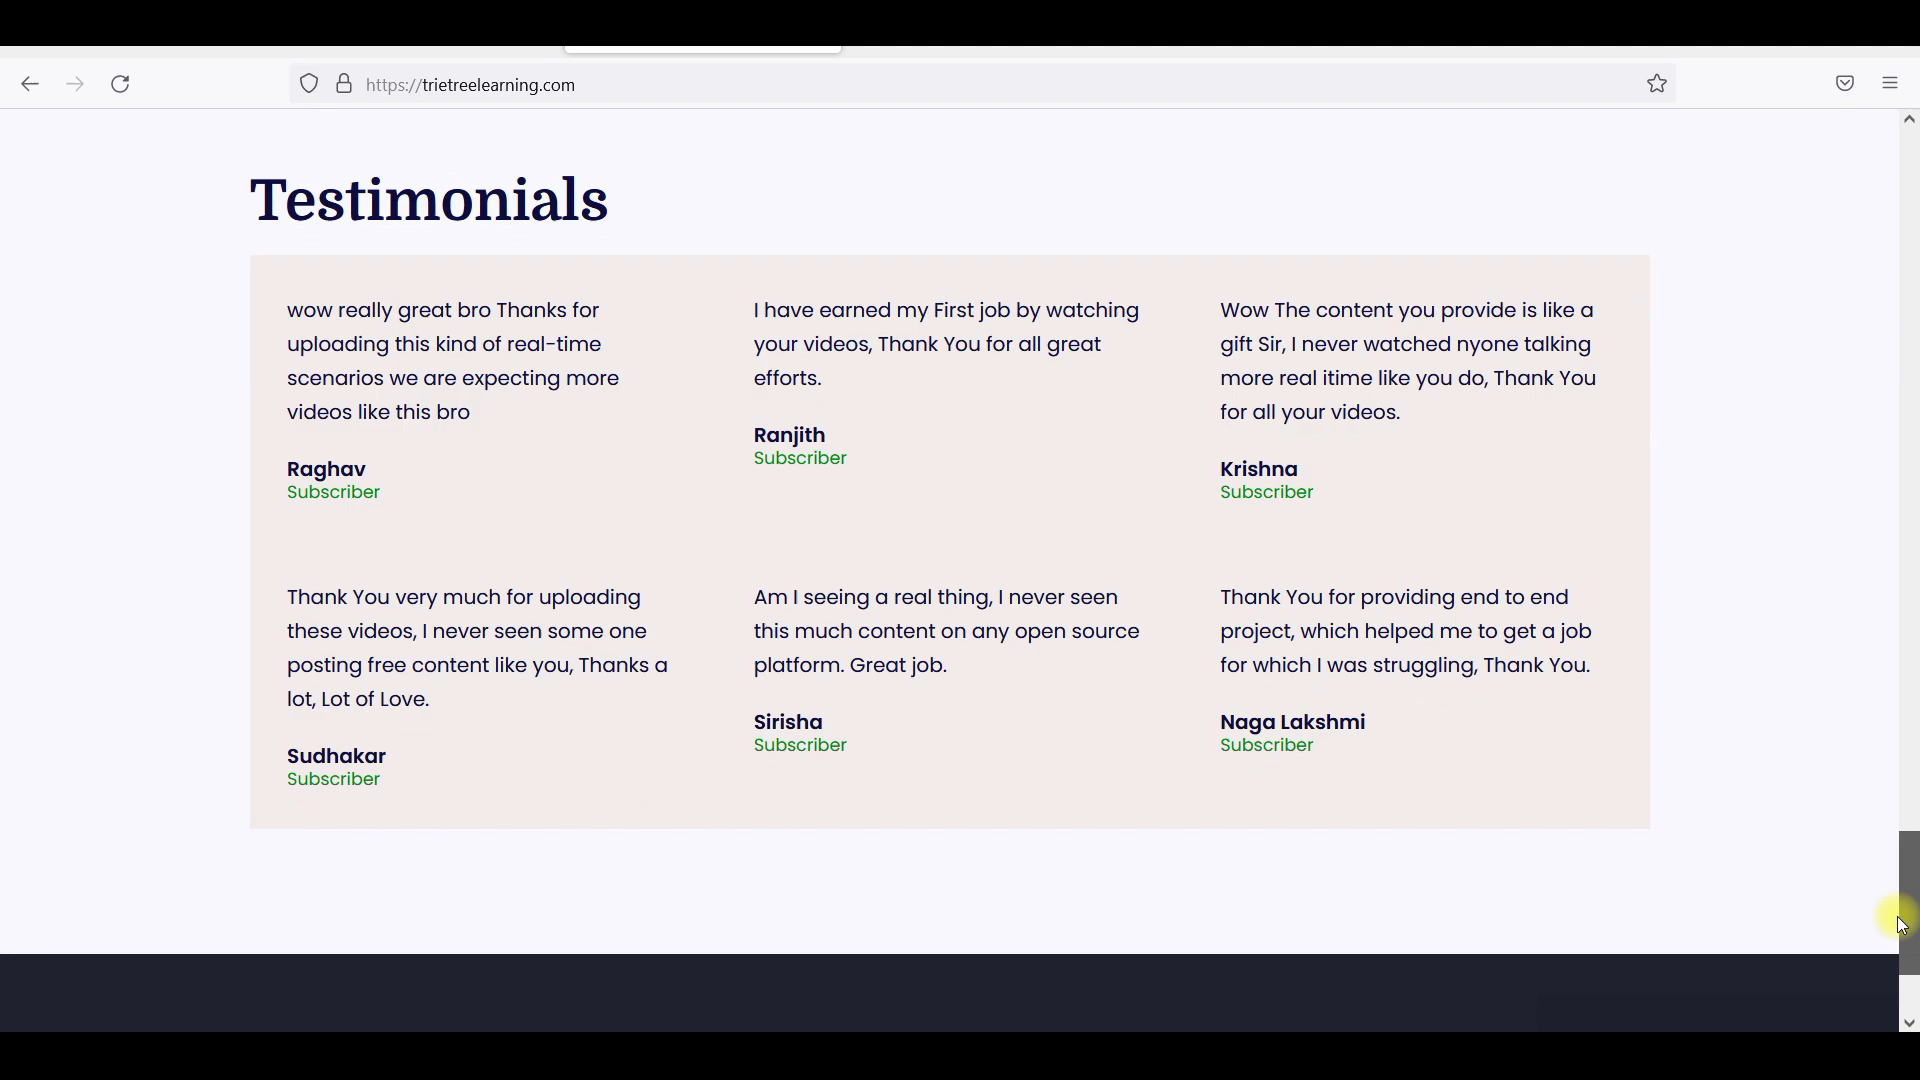 https://trietreelearning.com
Testimonials
wow really great bro Thanks for
uploading this kind of real-time
scenarios we are expecting more
videos like this bro
Raghav
Subscriber
I have earned my First job by watching
your videos, Thank You for all great
efforts.
Ranjith
Subscriber
Wow The content you provide is like a
gift Sir, I never watched nyone talking
more real itime like you do, Thank You
for all your videos.
Krishna
Subscriber
Thank You very much for uploading
these videos, I never seen some one
posting free content like you, Thanks a
lot, Lot of Love.
Sudhakar
Subscriber
Am I seeing a real thing, I never seen
this much content on any open source
platform. Great job.
Sirisha
Subscriber
Thank You for providing end to end
project, which helped me to get a job
for which I was struggling, Thank You.
Naga Lakshmi
Subscriber